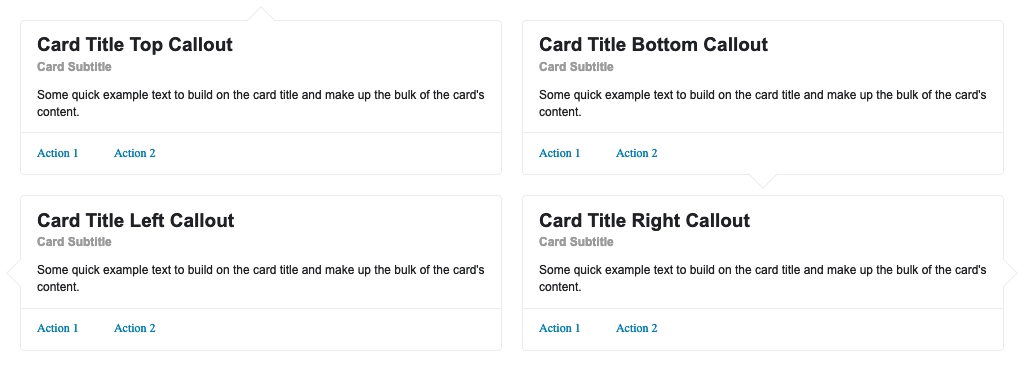 Card Title Top Callout
Card Subtitle
Some quick example text to build on the card title and make up the bulk of the card's
content.
Action 1 Action 2
Card Title Bottom Callout
Card Subtitle
Some quick example text to build on the card title and make up the bulk of the card's
content.
Action 1 Action 2
Card Title Left Callout
Card Subtitle
Some quick example text to build on the card title and make up the bulk of the card's
content.
Action 1 Action 2
Card Title Right Callout
Card Subtitle
Some quick example text to build on the card title and make up the bulk of the card's
content.
Action 1 Action 2